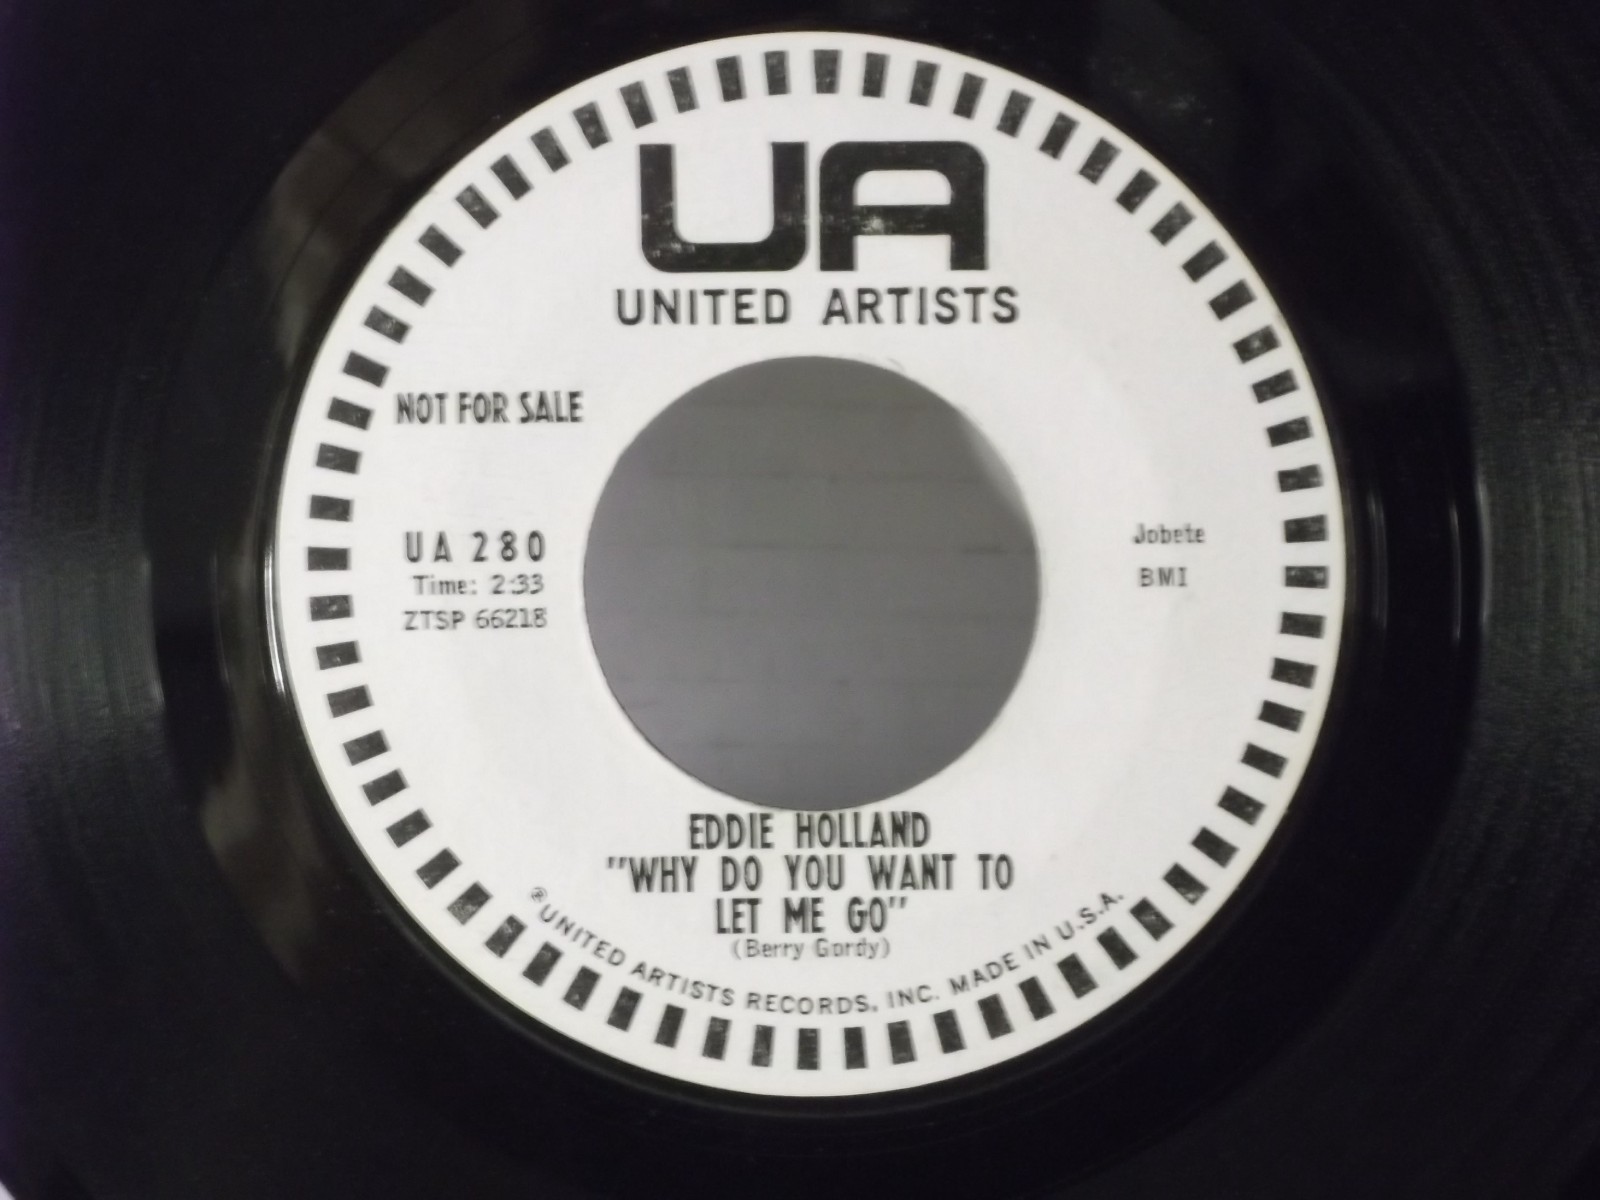 UA
UNITED ARTISTS
NOT FOR SALE
UA 280
Time: 2:33
ZTSP 66218
Jobete
BMI
EDDIE HOLLAND
"WHY DO YOU WANT TO
LET ME GO"
(Berry Gordy)
℗ UNITED ARTISTS RECORDS, INC. MADE IN U.S.A.